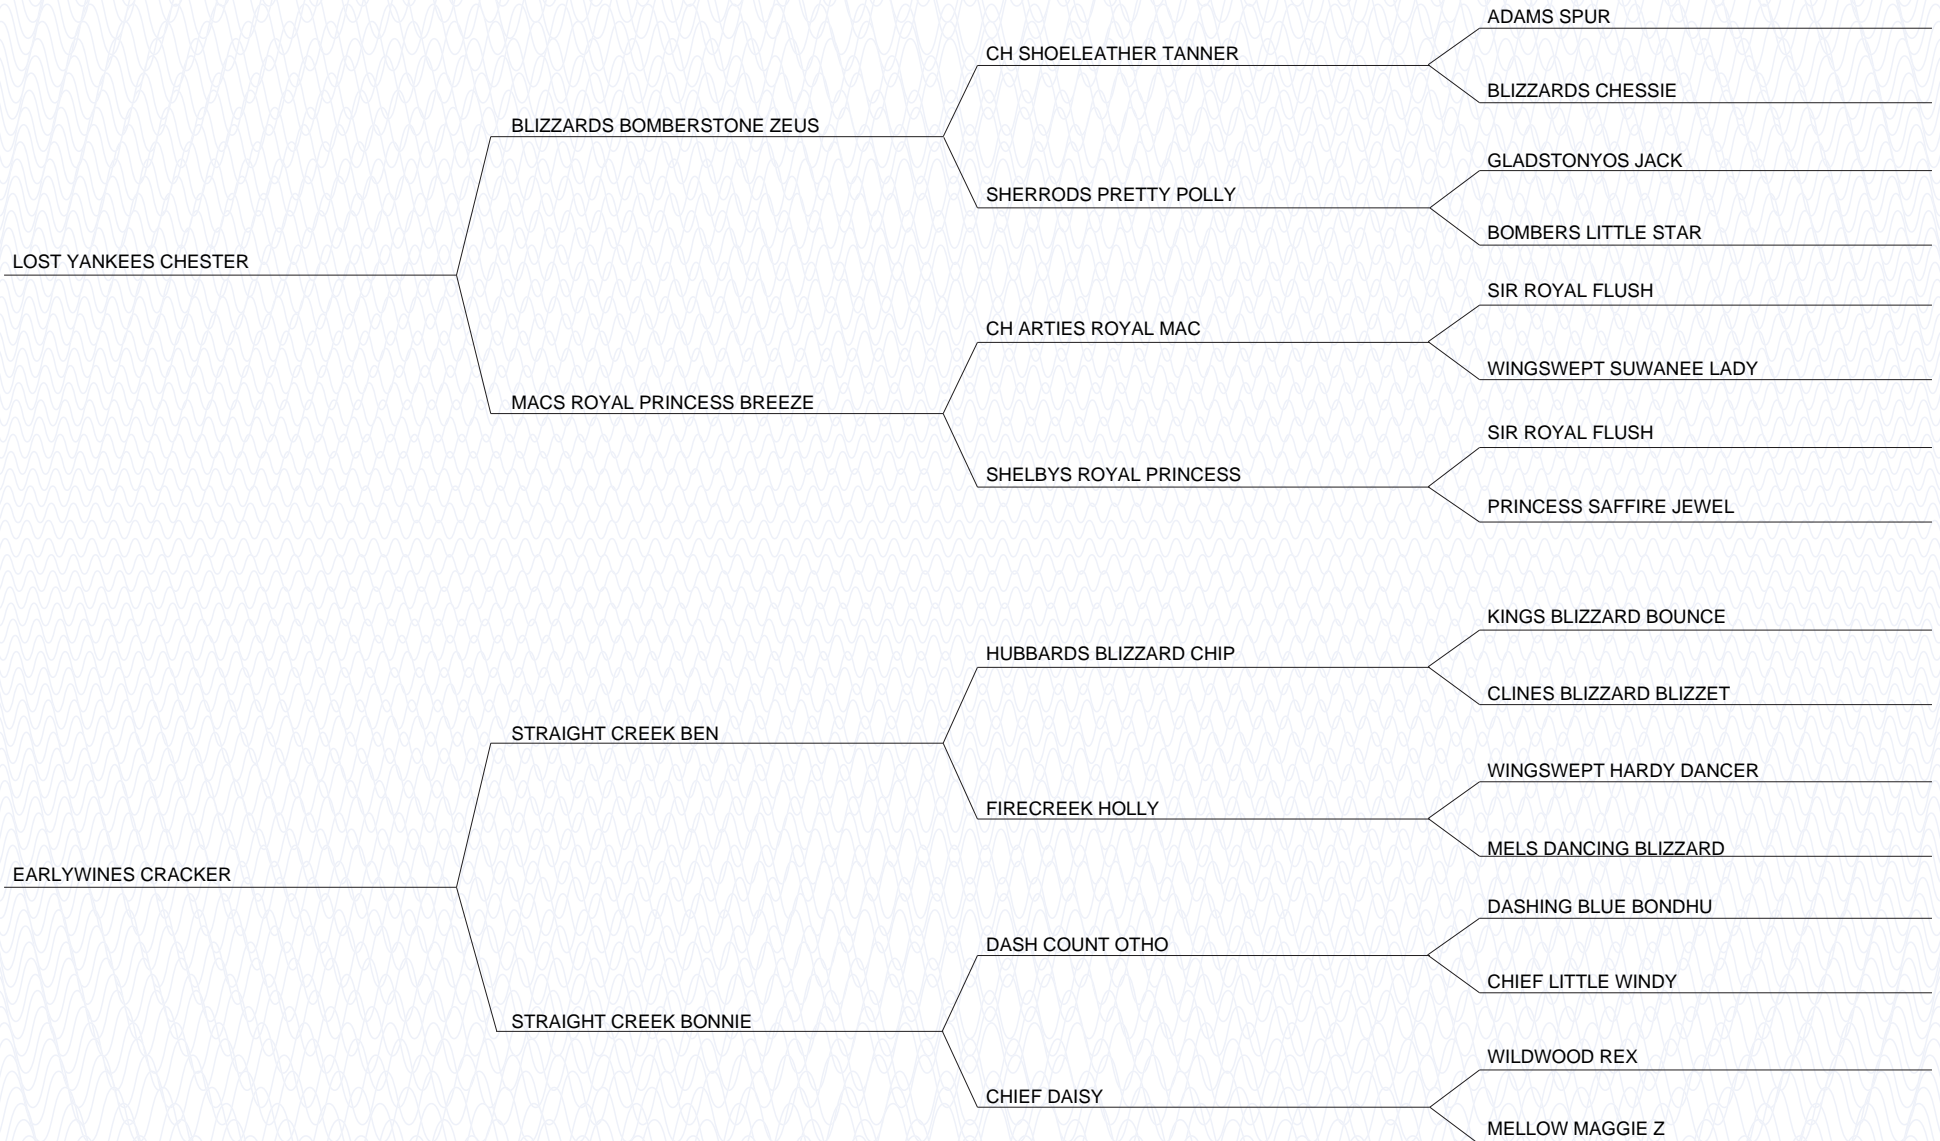 ADAMS SPUR
CH SHOELEATHER TANNER
BLIZZARDS CHESSIE
BLIZZARDS BOMBERSTONE ZEUS
GLADSTONYOS JACK
SHERRODS PRETTY POLLY
BOMBERS LITTLE STAR
LOST YANKEES CHESTER
SIR ROYAL FLUSH
CH ARTIES ROYAL MAC
WINGSWEPT SUWANEE LADY
MACS ROYAL PRINCESS BREEZE
SIR ROYAL FLUSH
SHELBYS ROYAL PRINCESS
PRINCESS SAFFIRE JEWEL
KINGS BLIZZARD BOUNCE
HUBBARDS BLIZZARD CHIP
CLINES BLIZZARD BLIZZET
STRAIGHT CREEK BEN
WINGSWEPT HARDY DANCER
FIRECREEK HOLLY
MELS DANCING BLIZZARD
EARLYWINES CRACKER
DASHING BLUE BONDHU
DASH COUNT OTHO
CHIEF LITTLE WINDY
STRAIGHT CREEK BONNIE
WILDWOOD REX
CHIEF DAISY
MELLOW MAGGIE Z